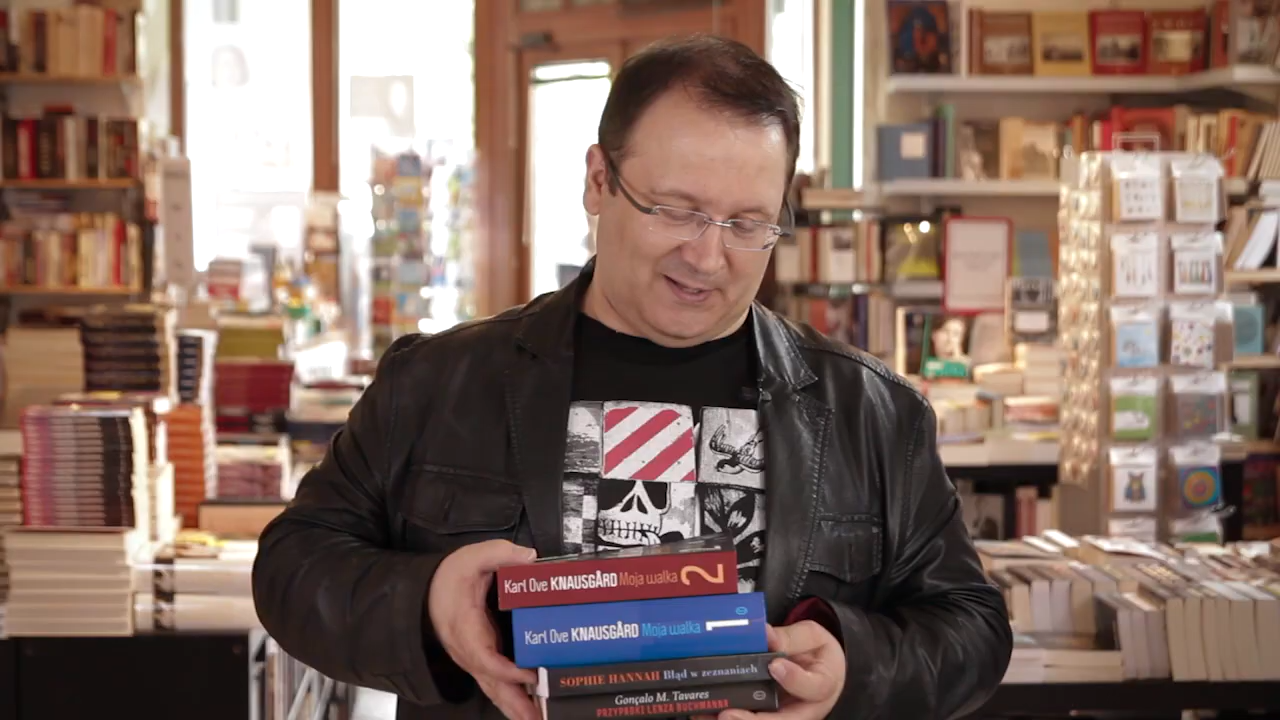 Karl Ove KNAUSGÅRD Moja walka 2
Karl Ove KNAUSGÅRD Moja walka 1
SOPHIE HANNAH Błąd w zeznaniach
Gonçalo M. Tavares
PRZYPADKI LENZA BUCHMANNA